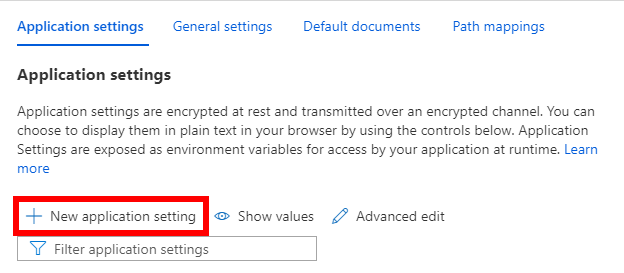 Application settings General settings Default documents Path mappings
Application settings
Application settings are encrypted at rest and transmitted over an encrypted channel. You can
choose to display them in plain text in your browser by using the controls below. Application
Settings are exposed as environment variables for access by your application at runtime. Learn
more
New application setting Show values Advanced edit
Filter application settings